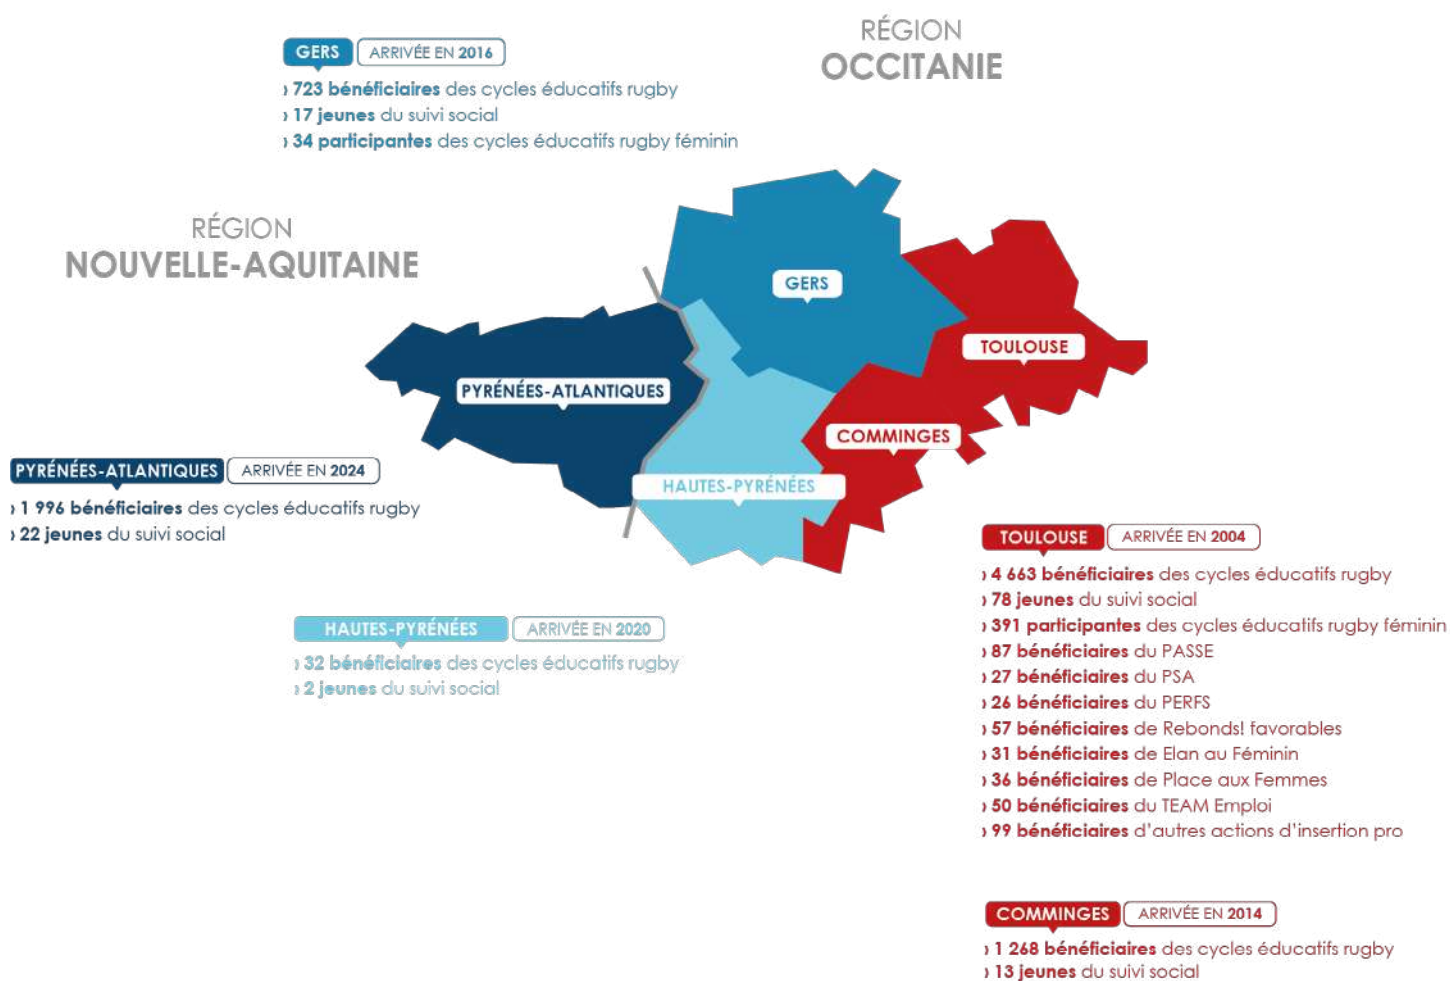 RÉGION
OCCITANIE
GERS ARRIVÉE EN 2016
› 723 bénéficiaires des cycles éducatifs rugby
› 17 jeunes du suivi social
› 34 participantes des cycles éducatifs rugby féminin
RÉGION
NOUVELLE-AQUITAINE
GERS
TOULOUSE
PYRÉNÉES-ATLANTIQUES
COMMINGES
HAUTES-PYRÉNÉES
PYRÉNÉES-ATLANTIQUES ARRIVÉE EN 2024
› 1 996 bénéficiaires des cycles éducatifs rugby
› 22 jeunes du suivi social
HAUTES-PYRÉNÉES ARRIVÉE EN 2020
› 32 bénéficiaires des cycles éducatifs rugby
› 2 jeunes du suivi social
TOULOUSE ARRIVÉE EN 2004
› 4 663 bénéficiaires des cycles éducatifs rugby
› 78 jeunes du suivi social
› 391 participantes des cycles éducatifs rugby féminin
› 87 bénéficiaires du PASSE
› 27 bénéficiaires du PSA
› 26 bénéficiaires du PERFS
› 57 bénéficiaires de Rebonds! favorables
› 31 bénéficiaires de Elan au Féminin
› 36 bénéficiaires de Place aux Femmes
› 50 bénéficiaires du TEAM Emploi
› 99 bénéficiaires d'autres actions d'insertion pro
COMMINGES ARRIVÉE EN 2014
› 1 268 bénéficiaires des cycles éducatifs rugby
› 13 jeunes du suivi social